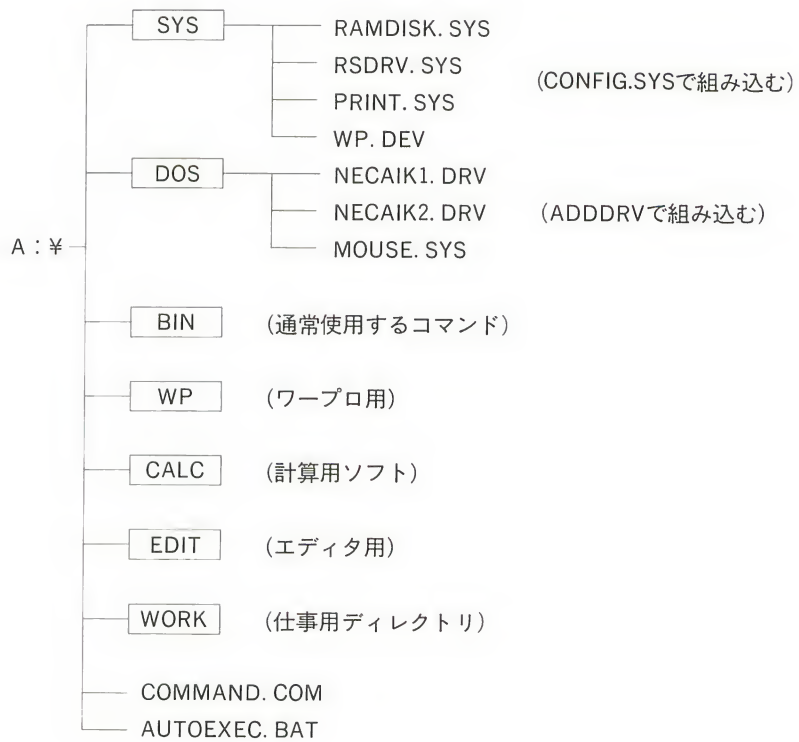 SYS
RAMDISK. SYS
RSDRV. SYS
(CONFIG.SYSで組み込む)
PRINT. SYS
WP. DEV
DOS
NECAIK1. DRV
NECAIK2. DRV
(ADDDRVで組み込む)
MOUSE. SYS
A:¥
BIN (通常使用するコマンド)
WP (ワープロ用)
CALC (計算用ソフト)
EDIT (エディタ用)
WORK (仕事用ディレクトリ)
COMMAND. COM
AUTOEXEC. BAT